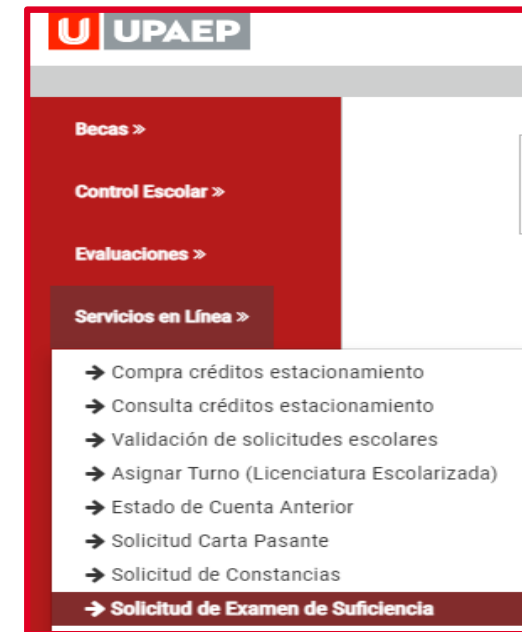 U UPAEP
Becas »
Control Escolar »
Evaluaciones »
Servicios en Línea »
→ Compra créditos estacionamiento
→ Consulta créditos estacionamiento
→ Validación de solicitudes escolares
→ Asignar Turno (Licenciatura Escolarizada)
→ Estado de Cuenta Anterior
→ Solicitud Carta Pasante
→ Solicitud de Constancias
→ Solicitud de Examen de Suficiencia